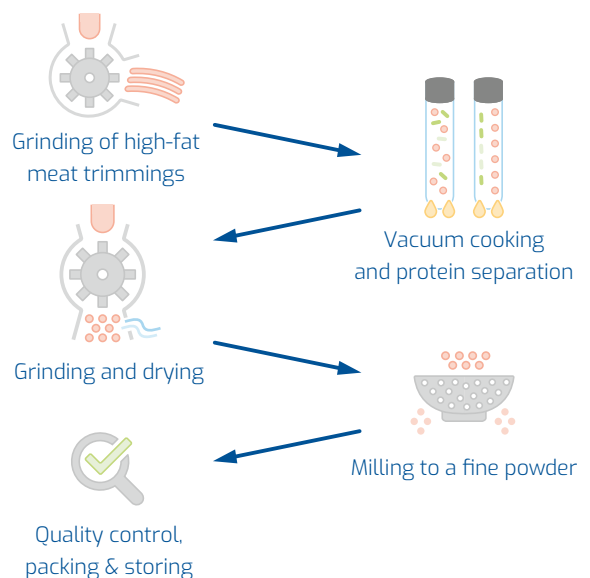 Grinding of high-fat
meat trimmings
Vacuum cooking
and protein separation
Grinding and drying
Milling to a fine powder
Quality control,
packing & storing